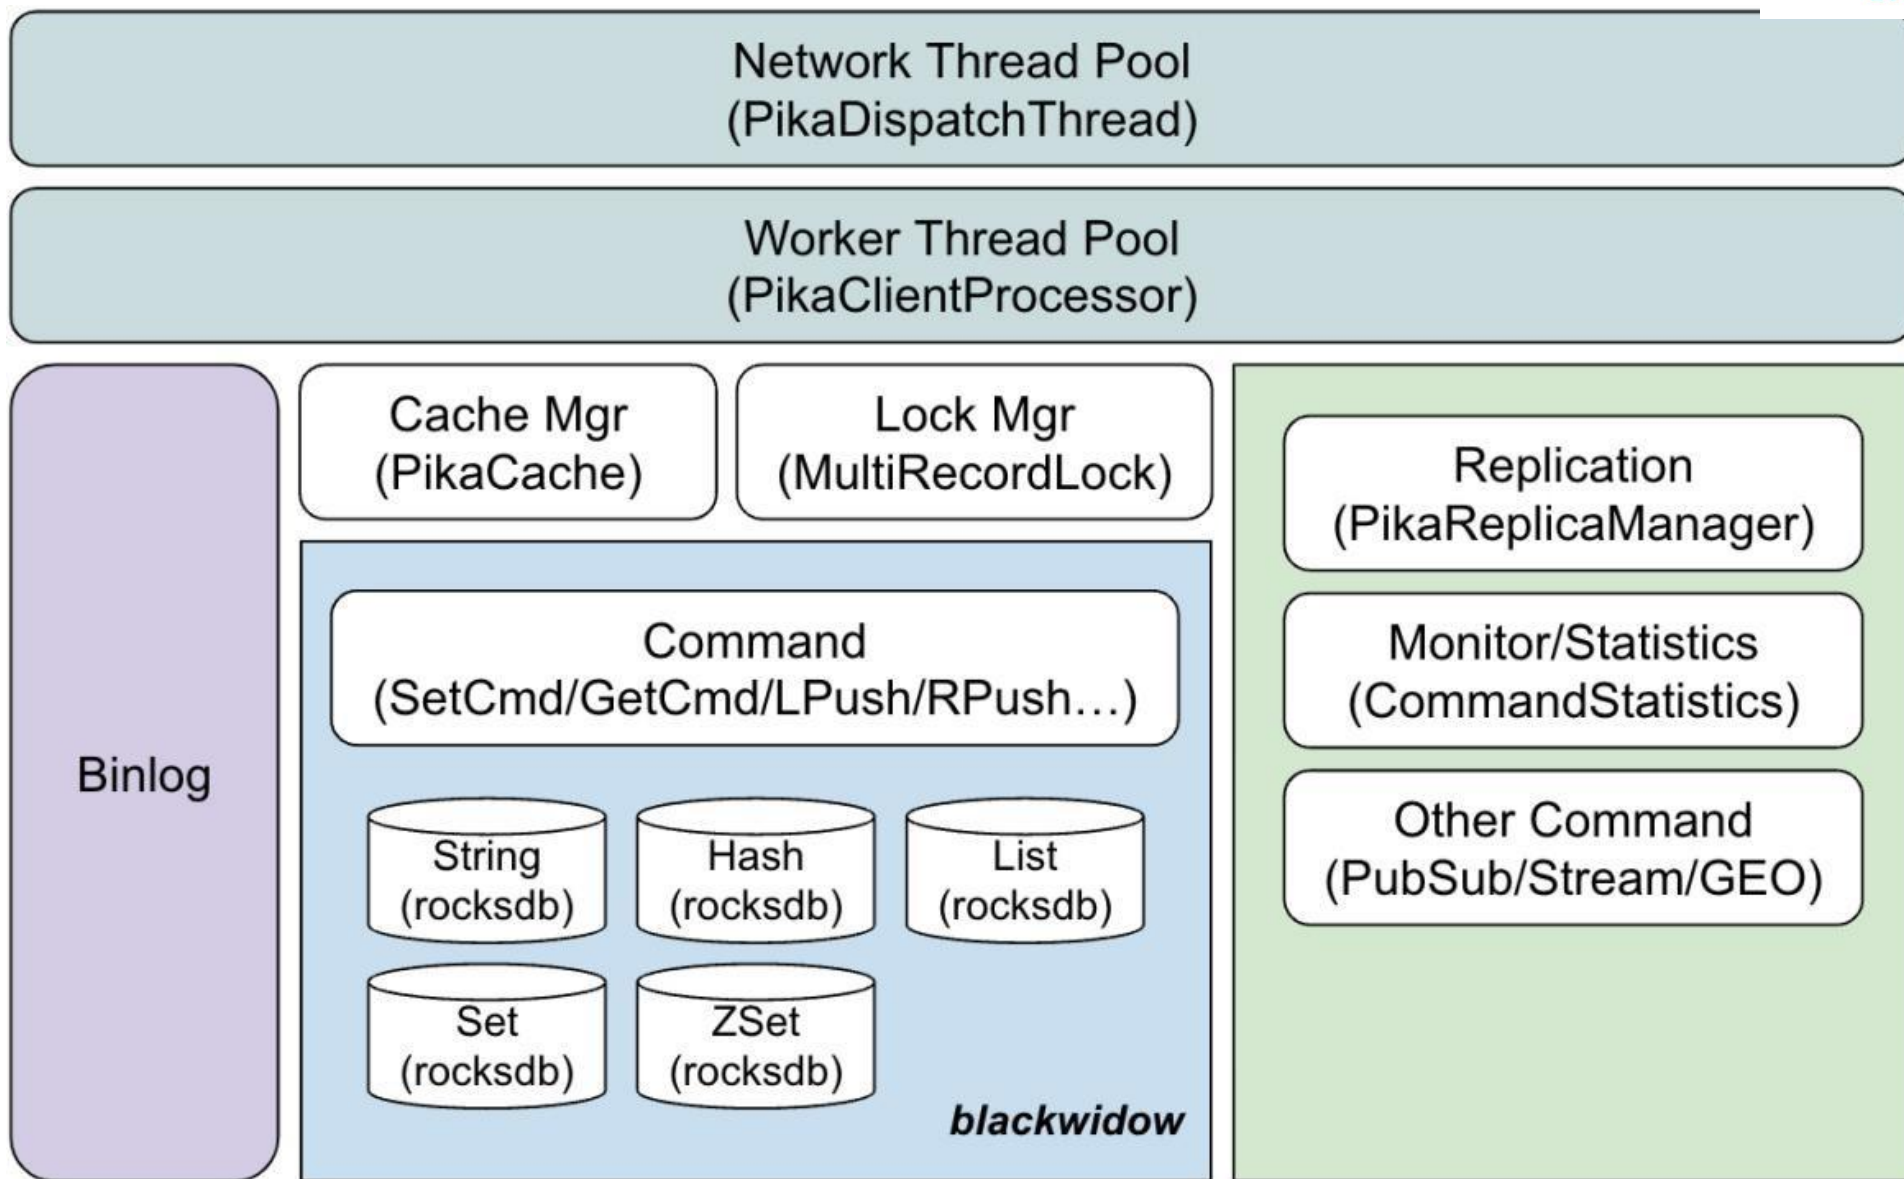 Network Thread Pool
(PikaDispatchThread)
Worker Thread Pool
(PikaClientProcessor)
Binlog
Cache Mgr
(PikaCache)
Lock Mgr
(MultiRecordLock)
Command
(SetCmd/GetCmd/LPush/RPush…)
String
(rocksdb)
Hash
(rocksdb)
List
(rocksdb)
Set
(rocksdb)
ZSet
(rocksdb)
blackwidow
Replication
(PikaReplicaManager)
Monitor/Statistics
(CommandStatistics)
Other Command
(PubSub/Stream/GEO)